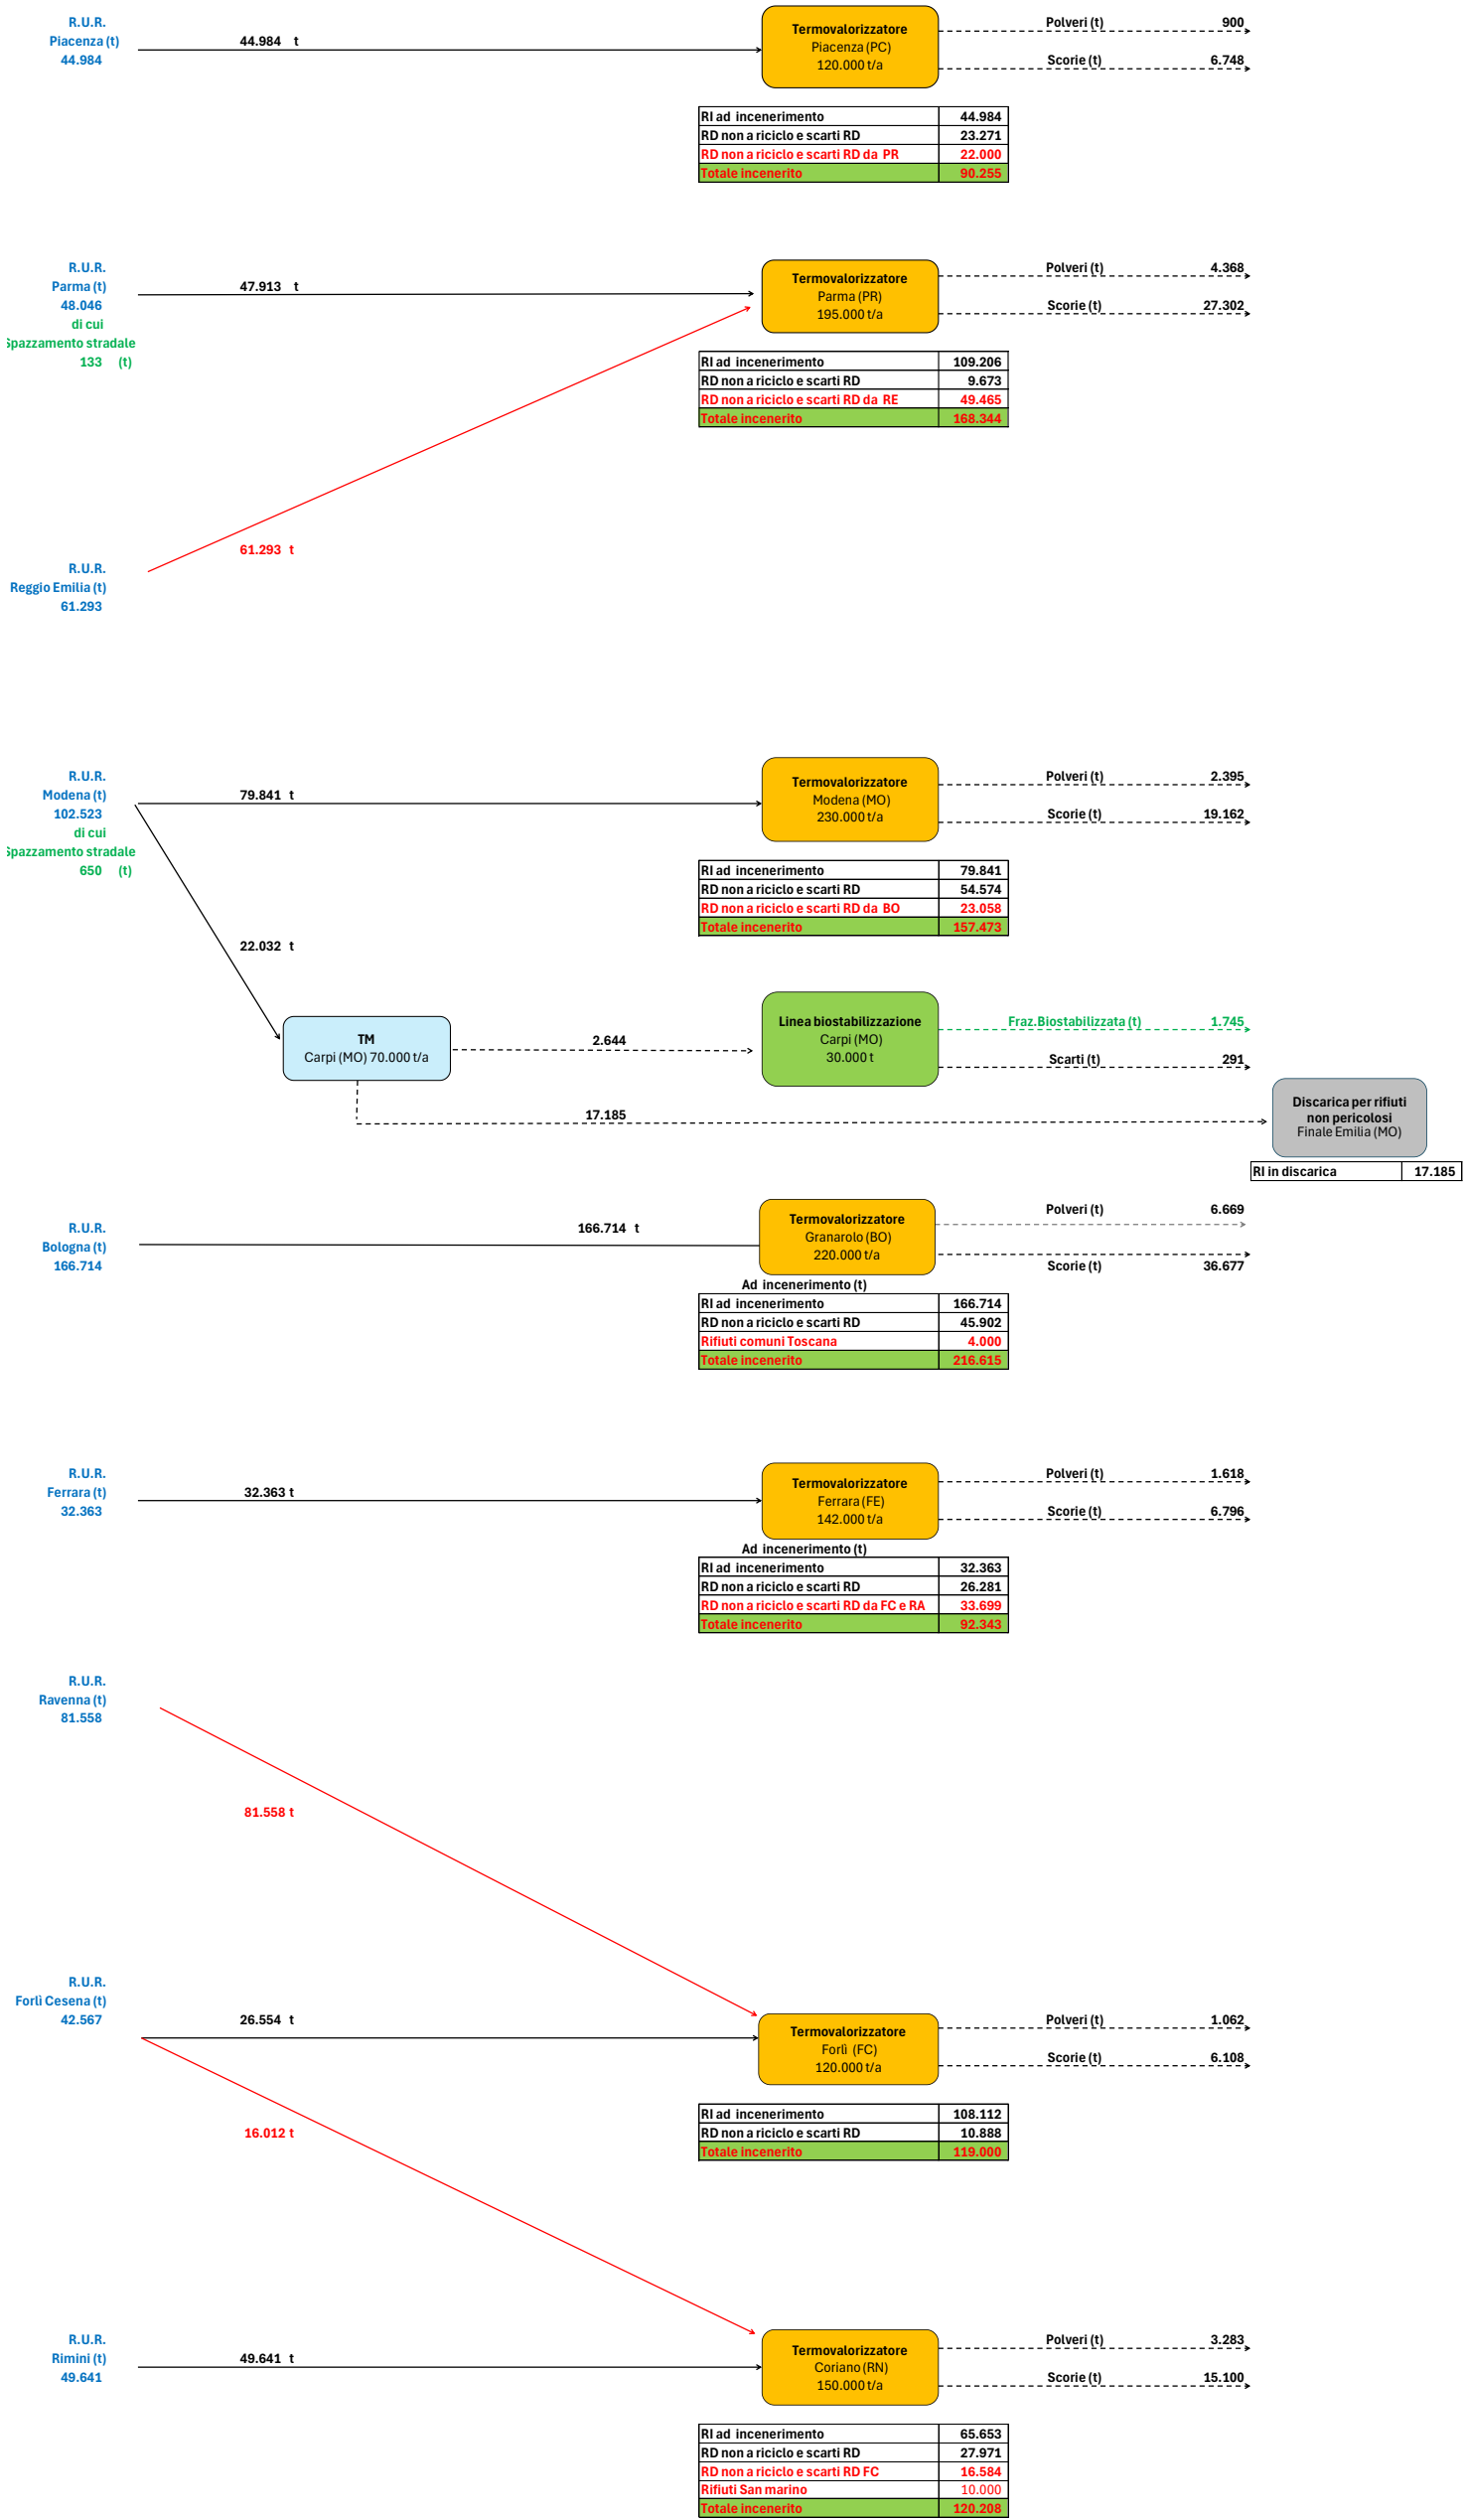 R.U.R.
Piacenza (t)
44.984
44.984 t
Termovalorizzatore
Piacenza (PC)
120.000 t/a
Polveri (t) 900
Scorie (t) 6.748
RI ad incenerimento 44.984
RD non a riciclo e scarti RD 23.271
RD non a riciclo e scarti RD da PR 22.000
Totale incenerito 90.255
R.U.R.
Parma (t)
48.046
di cui
Spazzamento stradale
133 (t)
47.913 t
Termovalorizzatore
Parma (PR)
195.000 t/a
Polveri (t) 4.368
Scorie (t) 27.302
RI ad incenerimento 109.206
RD non a riciclo e scarti RD 9.673
RD non a riciclo e scarti RD da RE 49.465
Totale incenerito 168.344
61.293 t
R.U.R.
Reggio Emilia (t)
61.293
R.U.R.
Modena (t)
102.523
di cui
Spazzamento stradale
650 (t)
79.841 t
Termovalorizzatore
Modena (MO)
230.000 t/a
Polveri (t) 2.395
Scorie (t) 19.162
RI ad incenerimento 79.841
RD non a riciclo e scarti RD 54.574
RD non a riciclo e scarti RD da BO 23.058
Totale incenerito 157.473
22.032 t
TM
Carpi (MO) 70.000 t/a
2.644
Linea biostabilizzazione
Carpi (MO)
30.000 t
Fraz.Biostabilizzata (t) 1.745
Scarti (t) 291
17.185
Discarica per rifiuti
non pericolosi
Finale Emilia (MO)
RI in discarica 17.185
R.U.R.
Bologna (t)
166.714
166.714 t
Termovalorizzatore
Granarolo (BO)
220.000 t/a
Polveri (t) 6.669
Scorie (t) 36.677
Ad incenerimento (t)
RI ad incenerimento 166.714
RD non a riciclo e scarti RD 45.902
Rifiuti comuni Toscana 4.000
Totale incenerito 216.615
R.U.R.
Ferrara (t)
32.363
32.363 t
Termovalorizzatore
Ferrara (FE)
142.000 t/a
Polveri (t) 1.618
Scorie (t) 6.796
Ad incenerimento (t)
RI ad incenerimento 32.363
RD non a riciclo e scarti RD 26.281
RD non a riciclo e scarti RD da FC e RA 33.699
Totale incenerito 92.343
R.U.R.
Ravenna (t)
81.558
81.558 t
R.U.R.
Forlì Cesena (t)
42.567
26.554 t
Termovalorizzatore
Forlì (FC)
120.000 t/a
Polveri (t) 1.062
Scorie (t) 6.108
RI ad incenerimento 108.112
RD non a riciclo e scarti RD 10.888
Totale incenerito 119.000
16.012 t
R.U.R.
Rimini (t)
49.641
49.641 t
Termovalorizzatore
Coriano (RN)
150.000 t/a
Polveri (t) 3.283
Scorie (t) 15.100
RI ad incenerimento 65.653
RD non a riciclo e scarti RD 27.971
RD non a riciclo e scarti RD FC 16.584
Rifiuti San marino 10.000
Totale incenerito 120.208